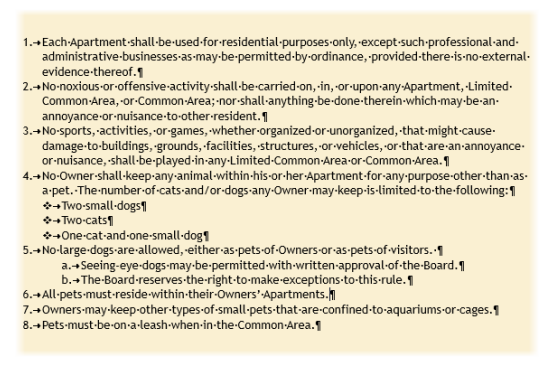 1.→Each·Apartment·shall·be·used·for·residential·purposes·only,·except·such·professional·and·
administrative·businesses·as·may·be·permitted·by·ordinance,·provided·there·is·no·external·
evidence·thereof.¶
2.→No·noxious·or·offensive·activity·shall·be·carried·on,·in,·or·upon·any·Apartment,·Limited·
Common·Area,·or·Common·Area;·nor·shall·anything·be·done·therein·which·may·be·an·
annoyance·or·nuisance·to·other·resident.¶
3.→No·sports,·activities,·or·games,·whether·organized·or·unorganized,·that·might·cause·
damage·to·buildings,·grounds,·facilities,·structures,·or·vehicles,·or·that·are·an·annoyance·
or·nuisance,·shall·be·played·in·any·Limited·Common·Area·or·Common·Area.¶
4.→No·Owner·shall·keep·any·animal·within·his·or·her·Apartment·for·any·purpose·other·than·as·
a·pet.·The·number·of·cats·and/or·dogs·any·Owner·may·keep·is·limited·to·the·following:¶
❖→Two·small·dogs¶
❖→Two·cats¶
❖→One·cat·and·one·small·dog¶
5.→No·large·dogs·are·allowed,·either·as·pets·of·Owners·or·as·pets·of·visitors.·¶
a.→Seeing-eye·dogs·may·be·permitted·with·written·approval·of·the·Board.¶
b.→The·Board·reserves·the·right·to·make·exceptions·to·this·rule.¶
6.→All·pets·must·reside·within·their·Owners'·Apartments.¶
7.→Owners·may·keep·other·types·of·small·pets·that·are·confined·to·aquariums·or·cages.¶
8.→Pets·must·be·on·a·leash·when·in·the·Common·Area.¶